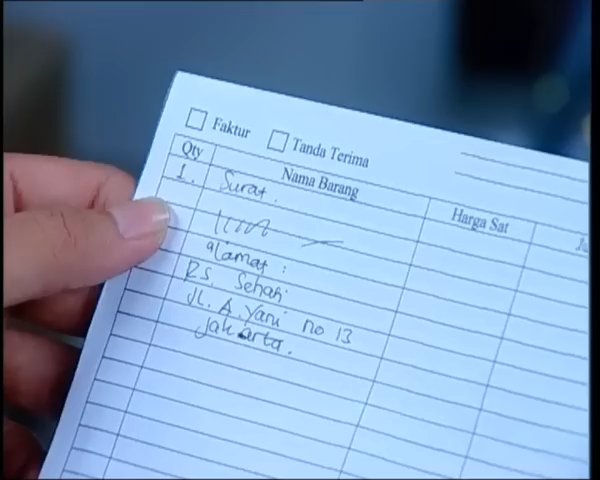 Faktur
Tanda Terima
Qty
Nama Barang
Harga Sat
1.
Surat.
alamat :
RS. Sehati
Jl. A. Yani no 13
Jakarta.